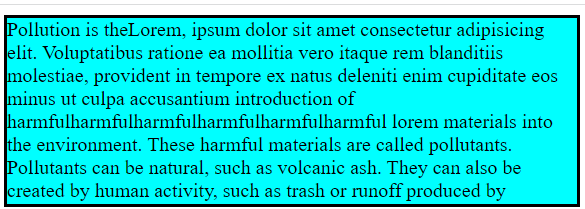 Pollution is theLorem, ipsum dolor sit amet consectetur adipisicing
elit. Voluptatibus ratione ea mollitia vero itaque rem blanditiis
molestiae, provident in tempore ex natus deleniti enim cupiditate eos
minus ut culpa accusantium introduction of
harmfulharmfulharmfulharmfulharmfulharmful lorem materials into
the environment. These harmful materials are called pollutants.
Pollutants can be natural, such as volcanic ash. They can also be
created by human activity, such as trash or runoff produced by